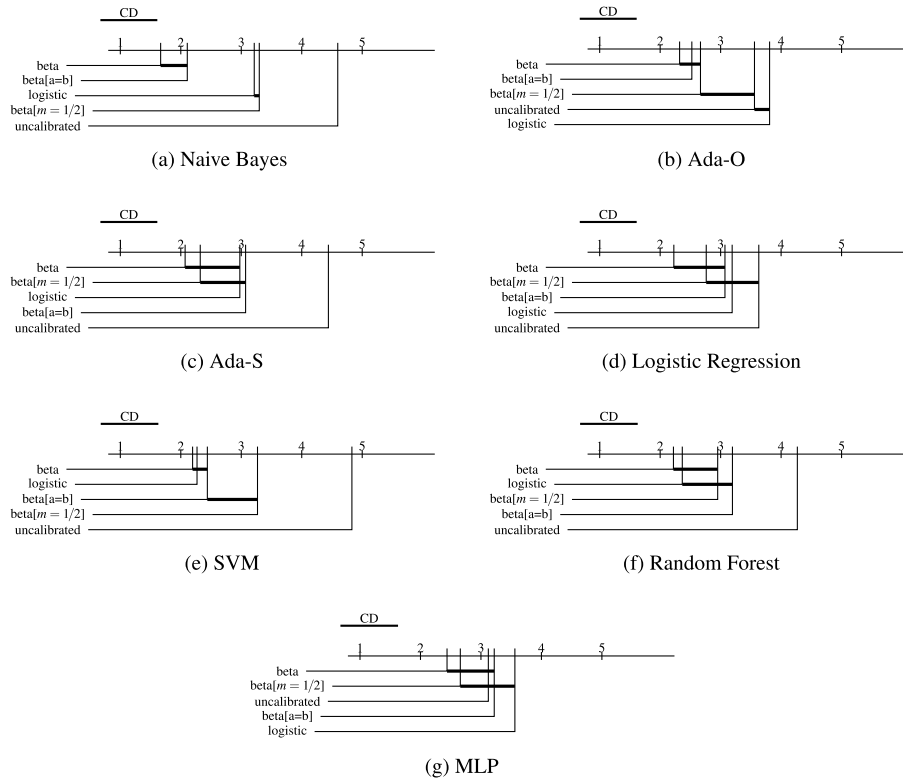 CD
1 2 3 4 5
beta
beta[a=b]
logistic
beta[m = 1/2]
uncalibrated
(a) Naive Bayes
CD
1 2 3 4 5
beta
beta[a=b]
beta[m = 1/2]
uncalibrated
logistic
(b) Ada-O
CD
1 2 3 4 5
beta
beta[m = 1/2]
logistic
beta[a=b]
uncalibrated
(c) Ada-S
CD
1 2 3 4 5
beta
beta[m = 1/2]
beta[a=b]
logistic
uncalibrated
(d) Logistic Regression
CD
1 2 3 4 5
beta
logistic
beta[a=b]
beta[m = 1/2]
uncalibrated
(e) SVM
CD
1 2 3 4 5
beta
logistic
beta[m = 1/2]
beta[a=b]
uncalibrated
(f) Random Forest
CD
1 2 3 4 5
beta
beta[m = 1/2]
uncalibrated
beta[a=b]
logistic
(g) MLP